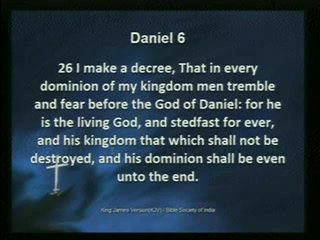 Daniel 6
26 I make a decree, That in every
dominion of my kingdom men tremble
and fear before the God of Daniel: for he
is the living God, and stedfast for ever,
and his kingdom that which shall not be
destroyed, and his dominion shall be even
unto the end.
King James Version(KJV) / Bible Society of India